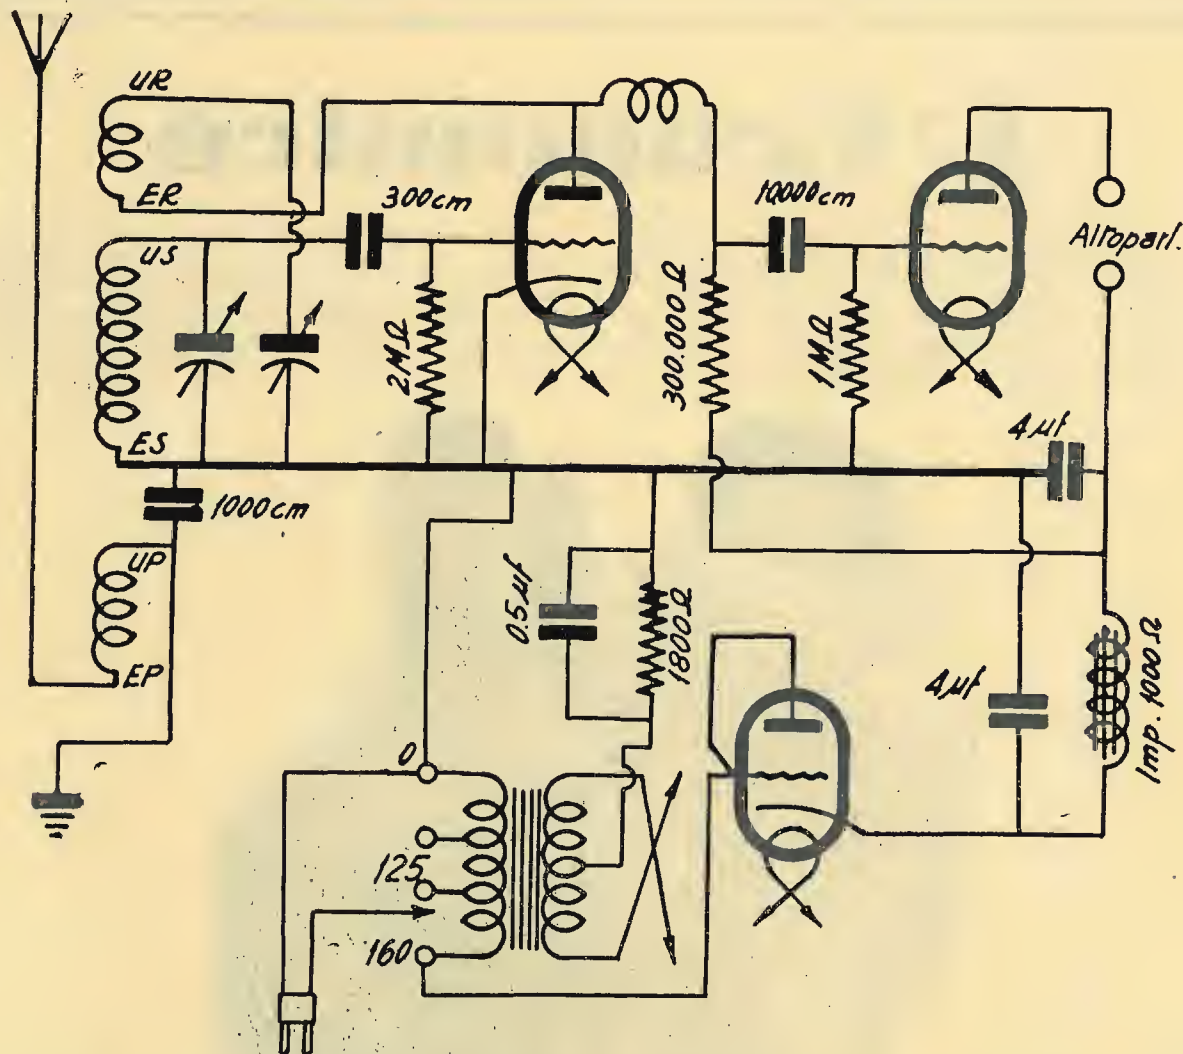 UR
ER
300cm
10000cm
US
Altoparl.
2MΩ
300.000Ω
1MΩ
ES
4µf
1000cm
UP
0.5µf
1800Ω
EP
4µf
Imp. 1000Ω
0
125
160